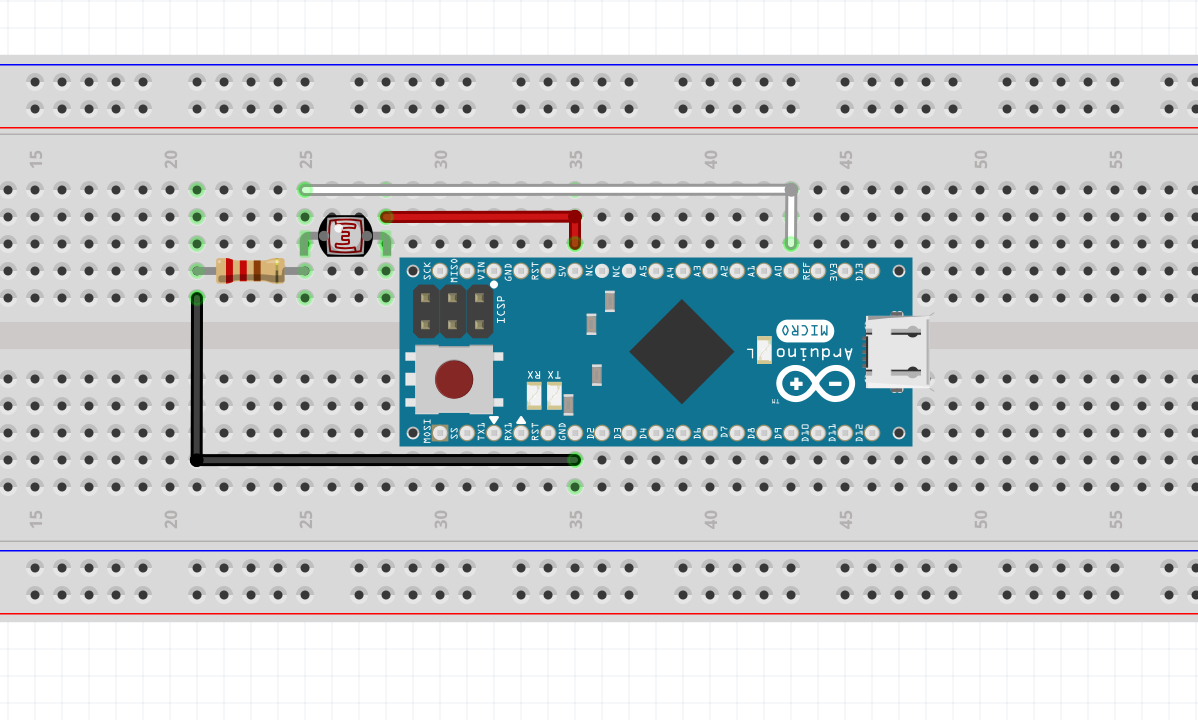 15 20 25 30 35 40 45 50 55
SCK MISO VIN GND RST 5V NC NC A5 A4 A3 A2 A1 A0 REF 3V3 D13
ICSP
MICRO
Arduino
L
RX TX
TM
MOSI SS TX1 RX1 RST GND D2 D3 D4 D5 D6 D7 D8 D9 D10 D11 D12
15 20 25 30 35 40 45 50 55